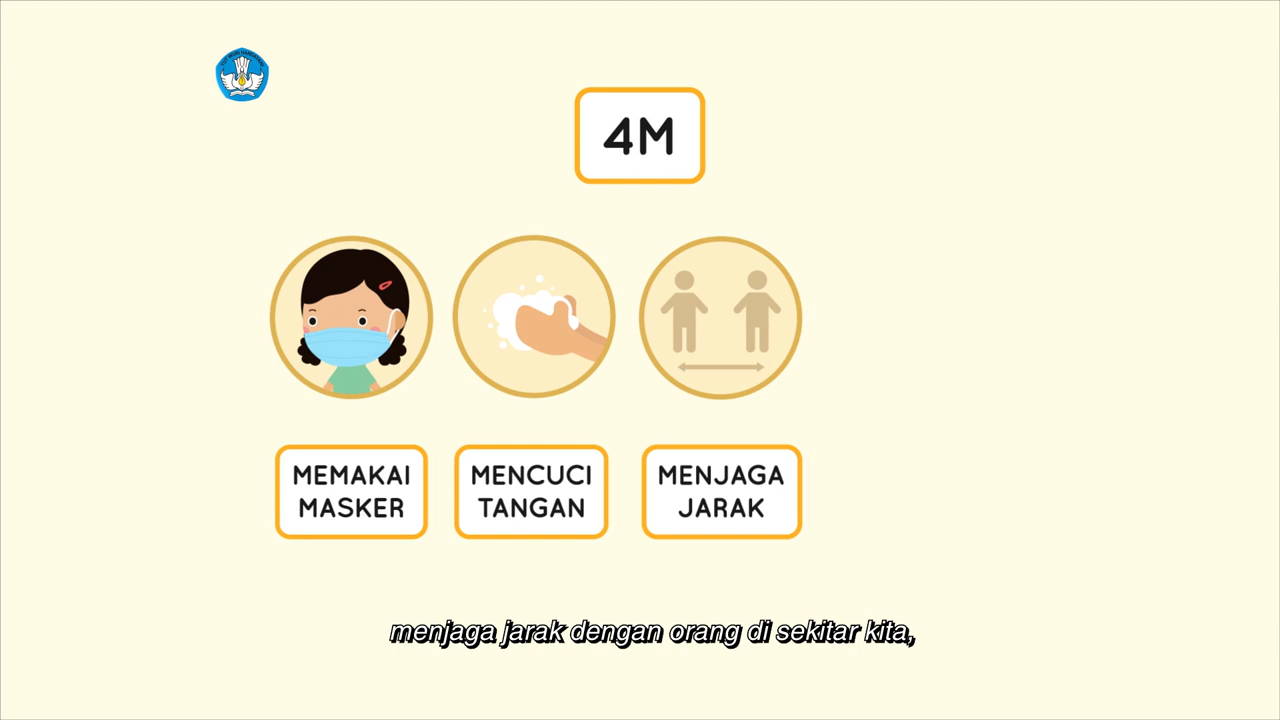 4M
MEMAKAI
MASKER
MENCUCI
TANGAN
MENJAGA
JARAK
menjaga jarak dengan orang di sekitar kita,